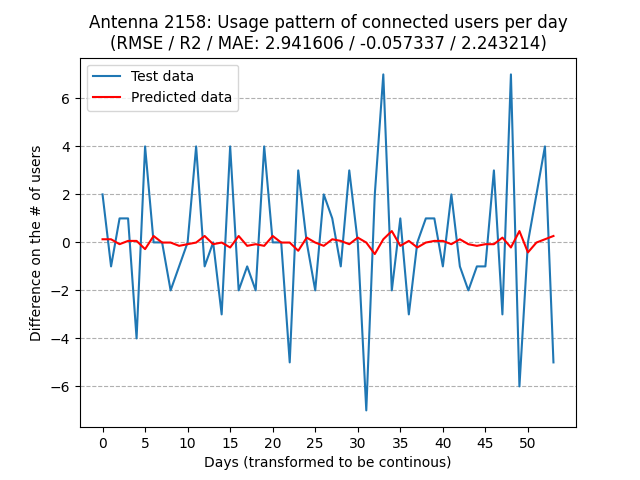 Antenna 2158: Usage pattern of connected users per day
(RMSE / R2 / MAE: 2.941606 / -0.057337 / 2.243214)
Test data
Predicted data
Difference on the # of users
6
4
2
0
−2
−4
−6
0 5 10 15 20 25 30 35 40 45 50
Days (transformed to be continous)